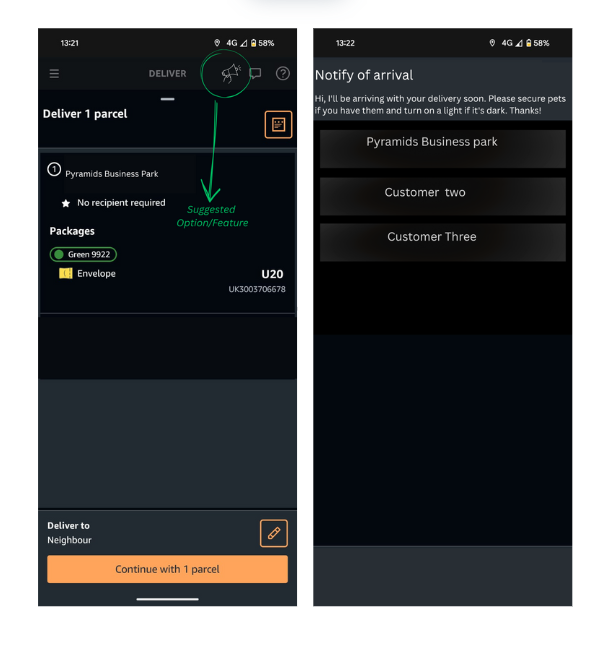 13:21
4G 58%
DELIVER
Deliver 1 parcel
1 Pyramids Business Park
No recipient required
Suggested
Option/Feature
Packages
Green 9922
Envelope
U20
UK3003706678
Deliver to
Neighbour
Continue with 1 parcel
13:22
4G 58%
Notify of arrival
Hi, I'll be arriving with your delivery soon. Please secure pets
if you have them and turn on a light if it's dark. Thanks!
Pyramids Business park
Customer two
Customer Three